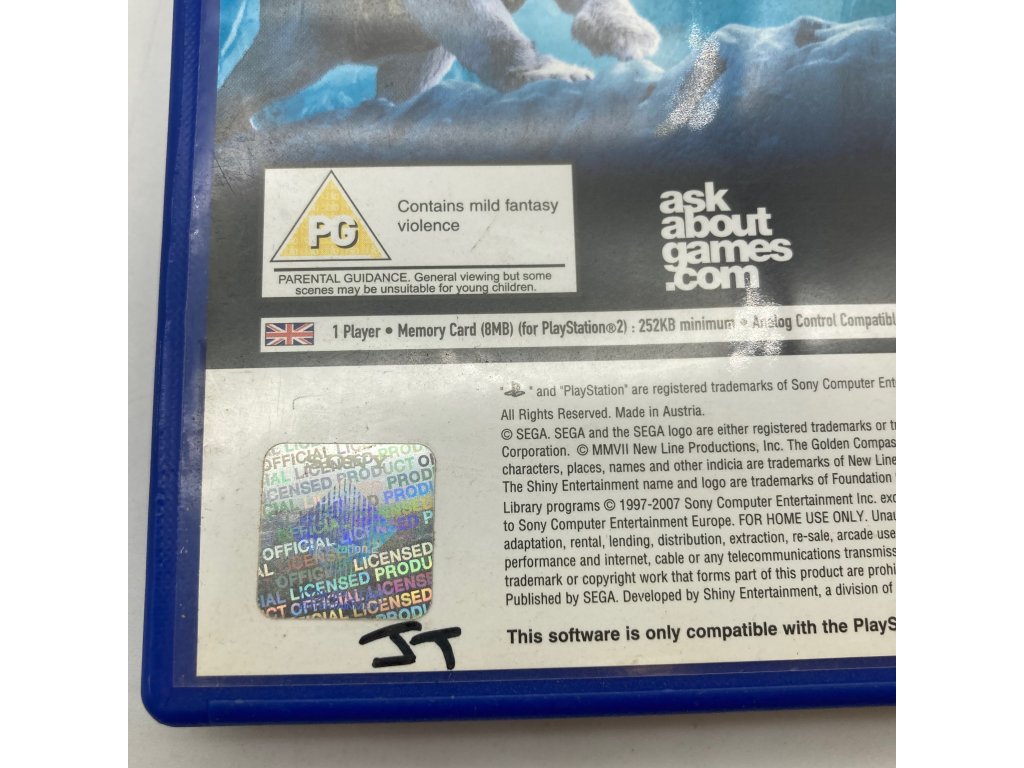 PG
Contains mild fantasy
violence
PARENTAL GUIDANCE. General viewing but some
scenes may be unsuitable for young children.
ask
about
games
.com
1 Player • Memory Card (8MB) (for PlayStation®2) : 252KB minimum • Analog Control Compatibl
" " and "PlayStation" are registered trademarks of Sony Computer Ent
All Rights Reserved. Made in Austria.
© SEGA. SEGA and the SEGA logo are either registered trademarks or tr
Corporation. © MMVII New Line Productions, Inc. The Golden Compas
characters, places, names and other indicia are trademarks of New Line
The Shiny Entertainment name and logo are trademarks of Foundation
Library programs © 1997-2007 Sony Computer Entertainment Inc. exc
to Sony Computer Entertainment Europe. FOR HOME USE ONLY. Unau
adaptation, rental, lending, distribution, extraction, re-sale, arcade use
performance and internet, cable or any telecommunications transmiss
trademark or copyright work that forms part of this product are prohi
Published by SEGA. Developed by Shiny Entertainment, a division of
This software is only compatible with the PlayS
OFFICIAL LICENSED PRODUCT
JT